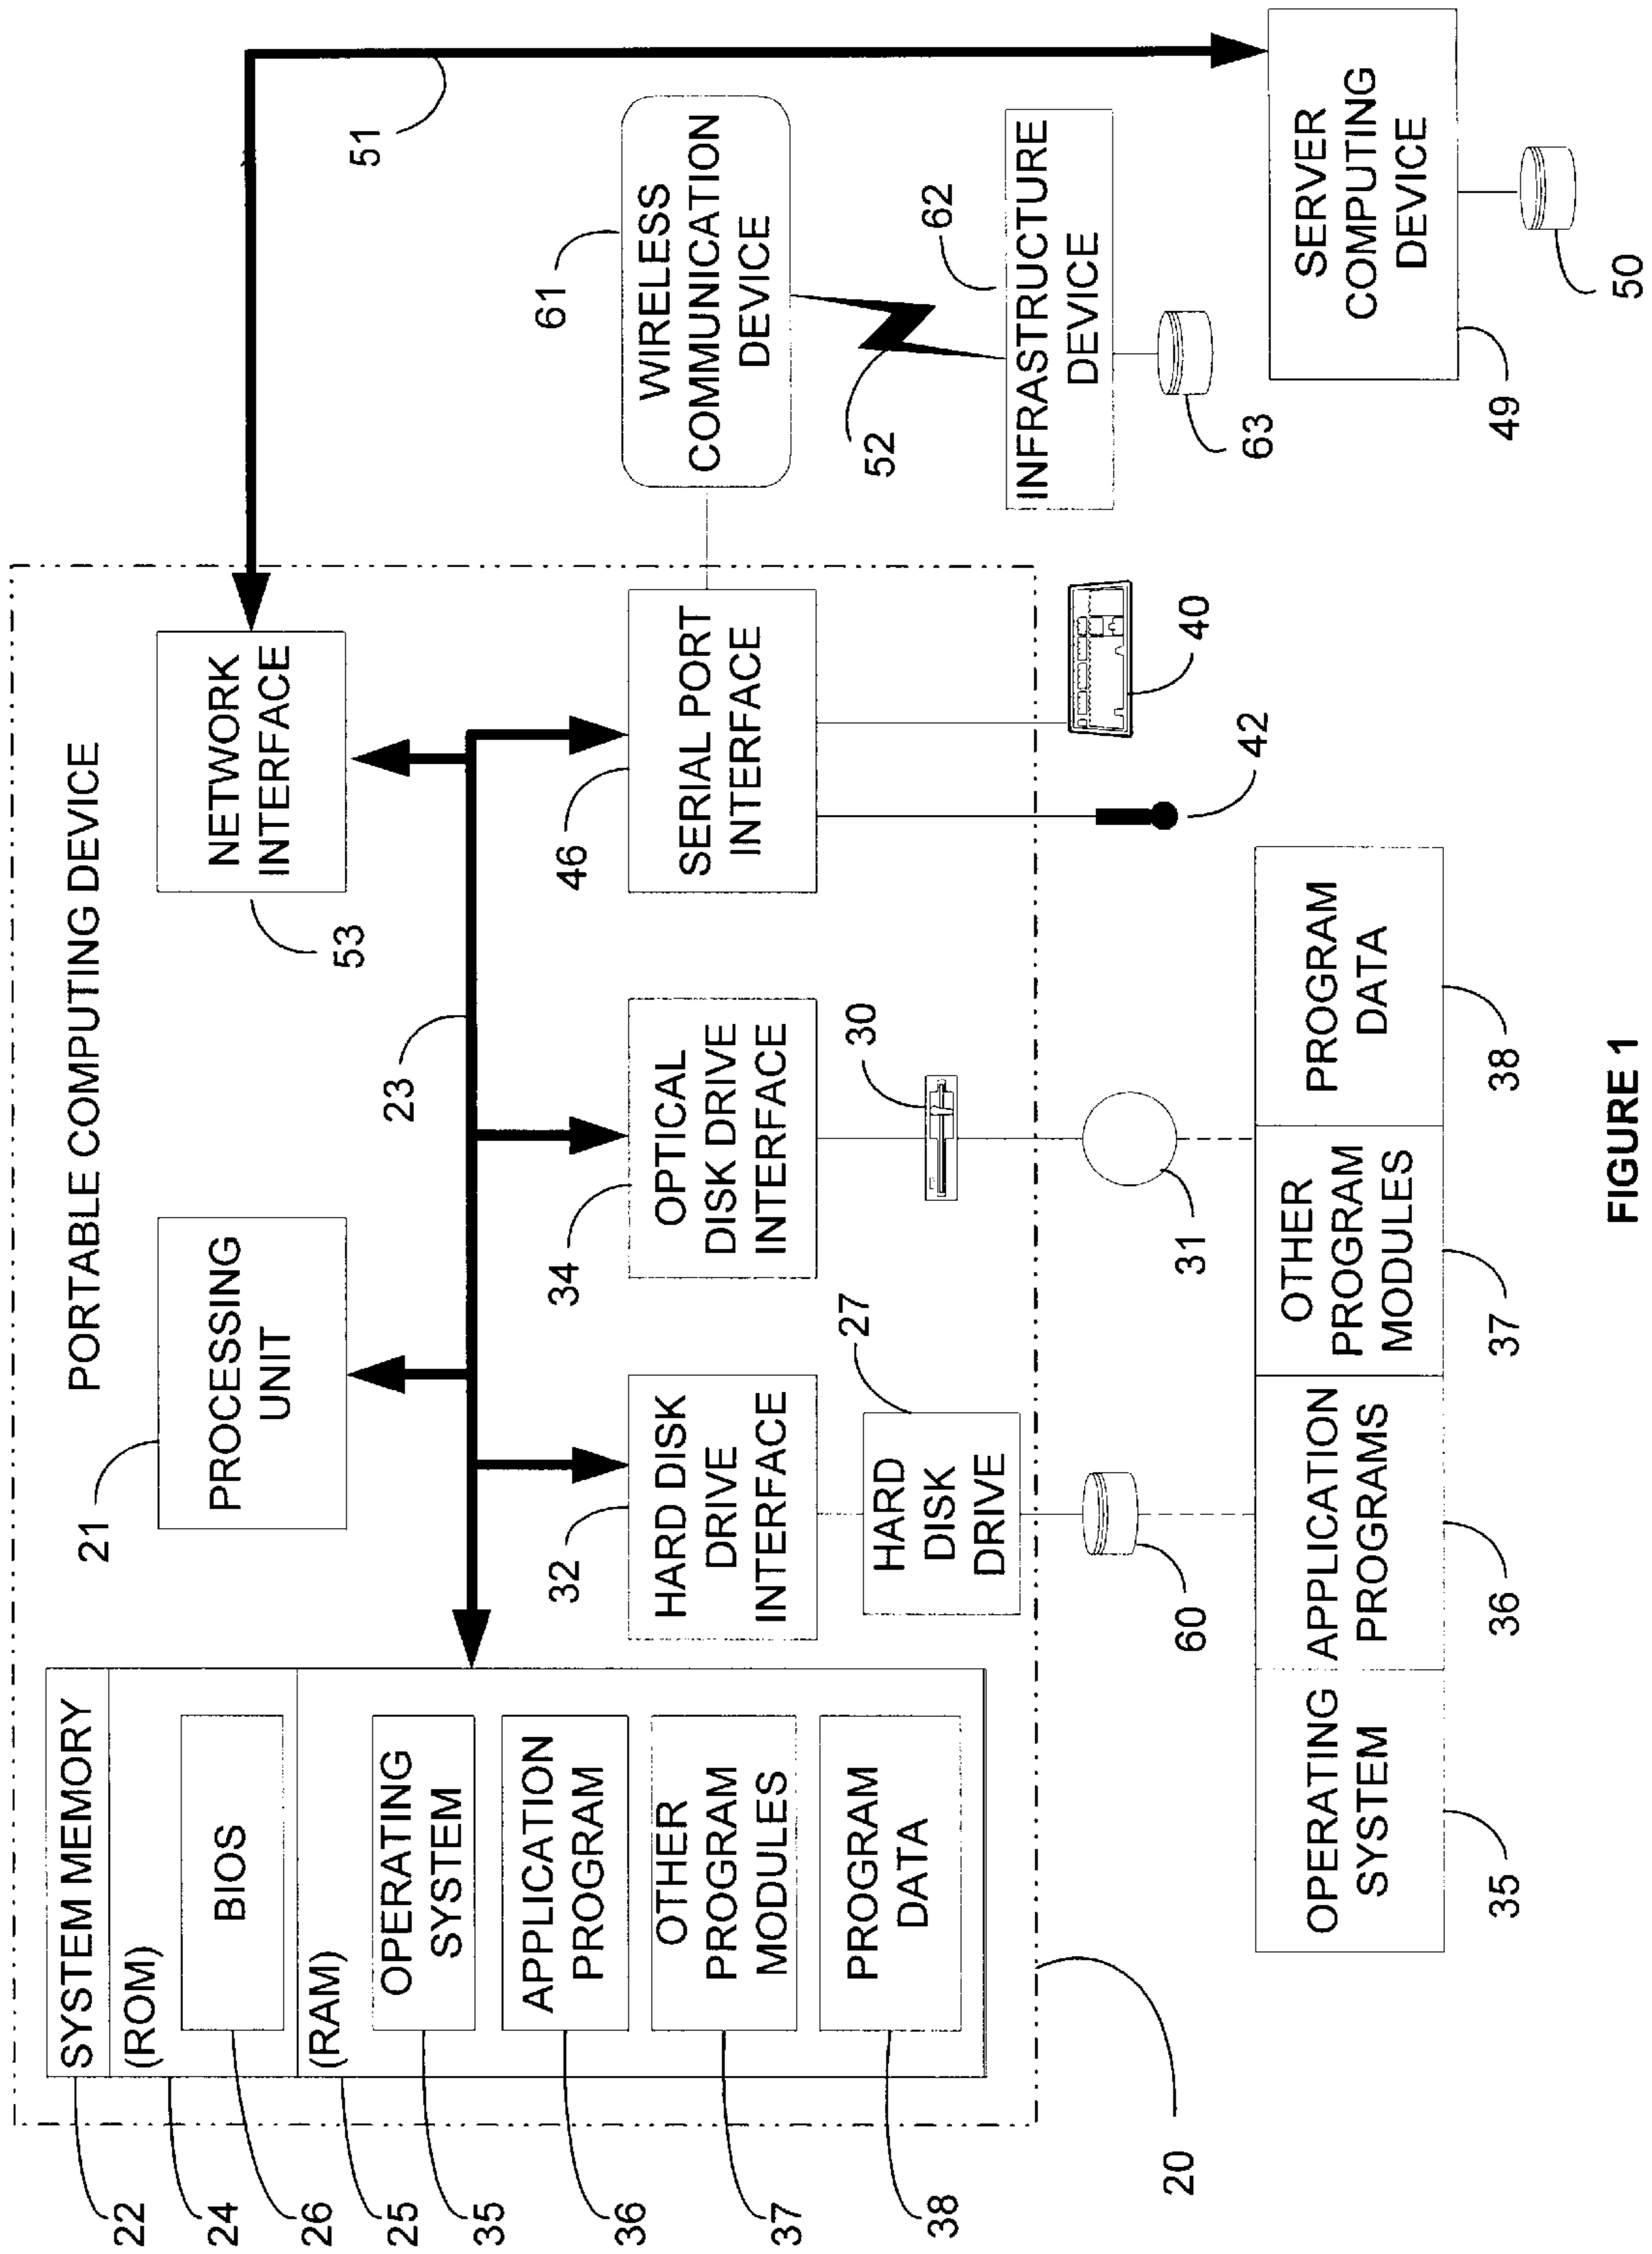 PORTABLE COMPUTING DEVICE
22
SYSTEM MEMORY
24
(ROM)
26
BIOS
25
(RAM)
35
OPERATING
SYSTEM
36
APPLICATION
PROGRAM
37
OTHER
PROGRAM
MODULES
38
PROGRAM
DATA
20
21
PROCESSING
UNIT
53
NETWORK
INTERFACE
23
51
32
HARD DISK
DRIVE
INTERFACE
34
OPTICAL
DISK DRIVE
INTERFACE
46
SERIAL PORT
INTERFACE
61
WIRELESS
COMMUNICATION
DEVICE
27
HARD
DISK
DRIVE
30
52
62
INFRASTRUCTURE
DEVICE
60
31
42
40
63
OPERATING
SYSTEM
APPLICATION
PROGRAMS
OTHER
PROGRAM
MODULES
PROGRAM
DATA
35
36
37
38
SERVER
COMPUTING
DEVICE
49
50
FIGURE 1